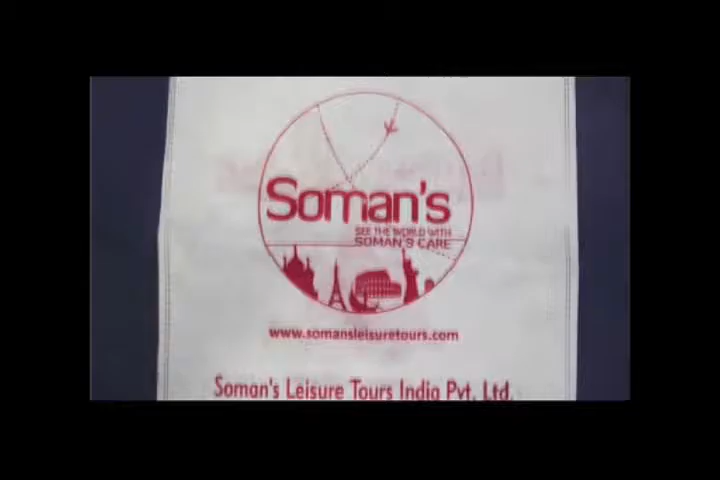 Soman's
SEE THE WORLD WITH
SOMAN'S CARE
www.somansleisuretours.com
Soman's Leisure Tours India Pvt. Ltd.